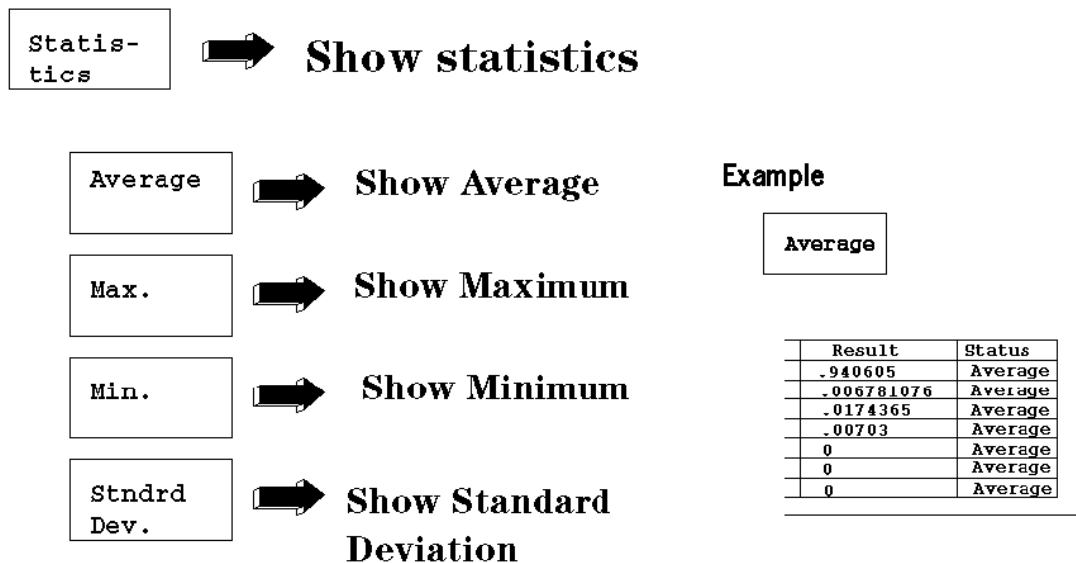 Statis-
tics
Show statistics
Average
Show Average
Max.
Show Maximum
Min.
Show Minimum
Stndrd
Dev.
Show Standard
Deviation
Example
Average
Result Status
.940605 Average
.006781076 Average
.0174365 Average
.00703 Average
0 Average
0 Average
0 Average